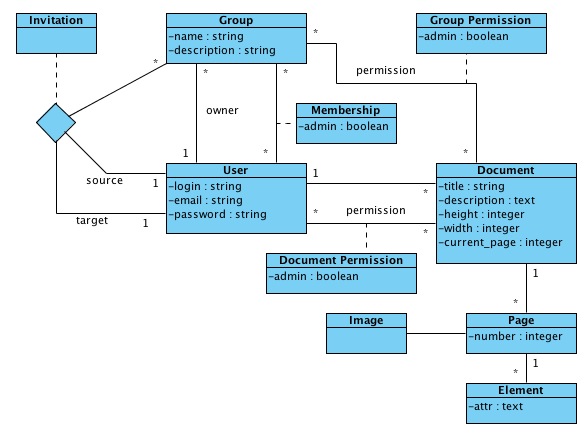 Invitation
Group
-name : string
-description : string
Group Permission
-admin : boolean
*
permission
*
*
*
owner
Membership
-admin : boolean
1
*
*
User
-login : string
-email : string
-password : string
source
1
target
1
1
*
*
permission
*
Document
-title : string
-description : text
-height : integer
-width : integer
-current_page : integer
Document Permission
-admin : boolean
1
*
Image
Page
-number : integer
1
*
Element
-attr : text